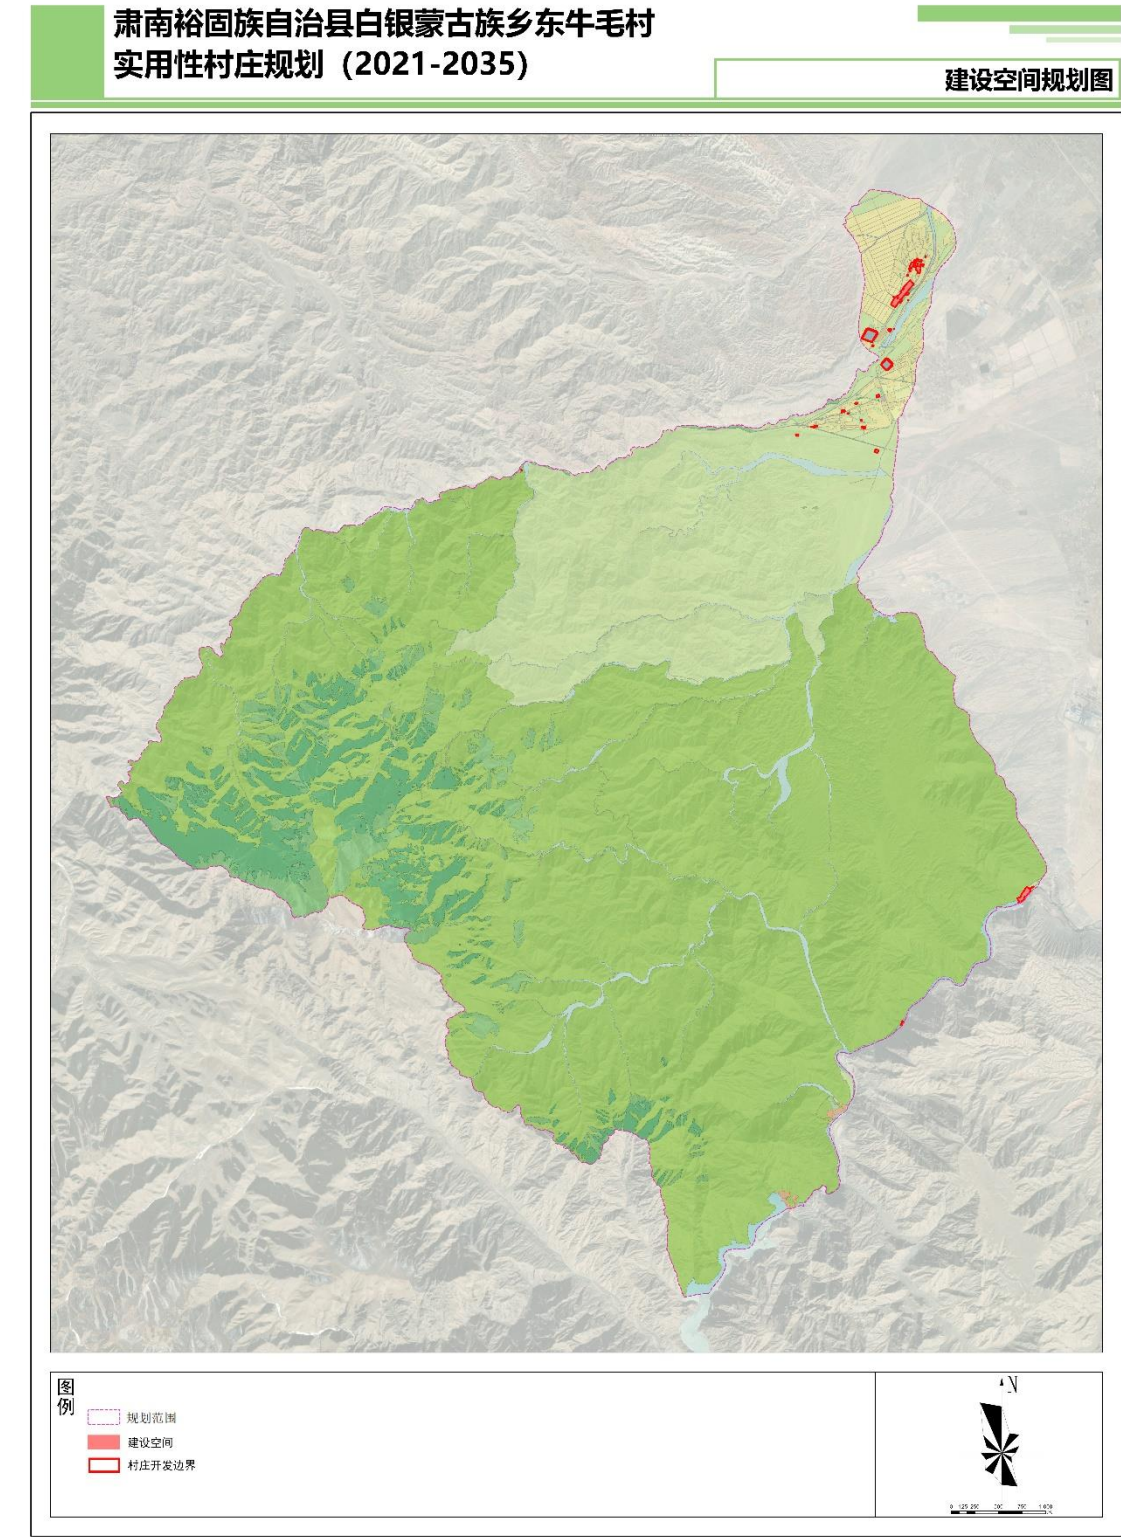 肃南裕固族自治县白银蒙古族乡东牛毛村
实用性村庄规划（2021-2035）
建设空间规划图
图例
规划范围
建设空间
村庄开发边界
N